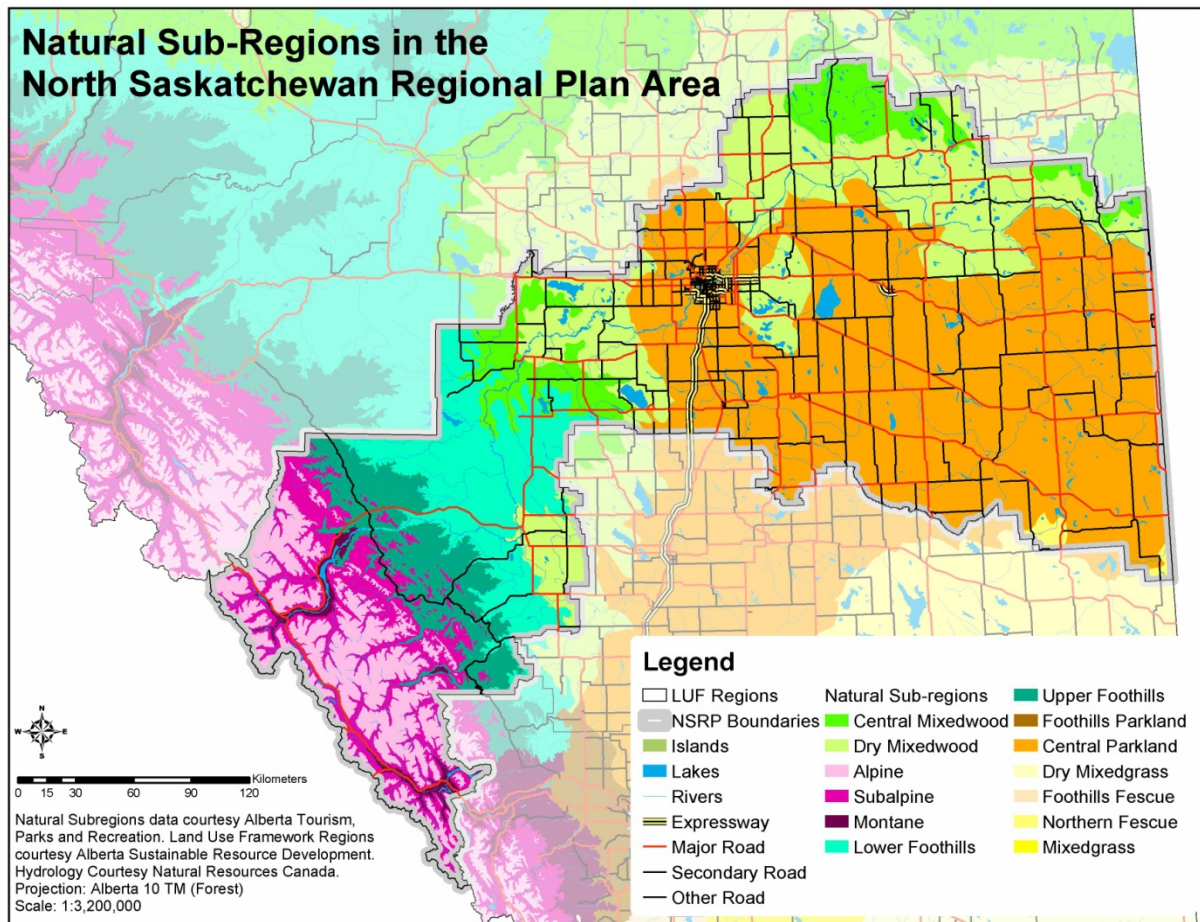 Natural Sub-Regions in the
North Saskatchewan Regional Plan Area
N
W E
S
Kilometers
0 15 30 60 90 120
Natural Subregions data courtesy Alberta Tourism,
Parks and Recreation. Land Use Framework Regions
courtesy Alberta Sustainable Resource Development.
Hydrology Courtesy Natural Resources Canada.
Projection: Alberta 10 TM (Forest)
Scale: 1:3,200,000
Legend
LUF Regions
NSRP Boundaries
Islands
Lakes
Rivers
Expressway
Major Road
Secondary Road
Other Road
Natural Sub-regions
Central Mixedwood
Dry Mixedwood
Alpine
Subalpine
Montane
Lower Foothills
Upper Foothills
Foothills Parkland
Central Parkland
Dry Mixedgrass
Foothills Fescue
Northern Fescue
Mixedgrass